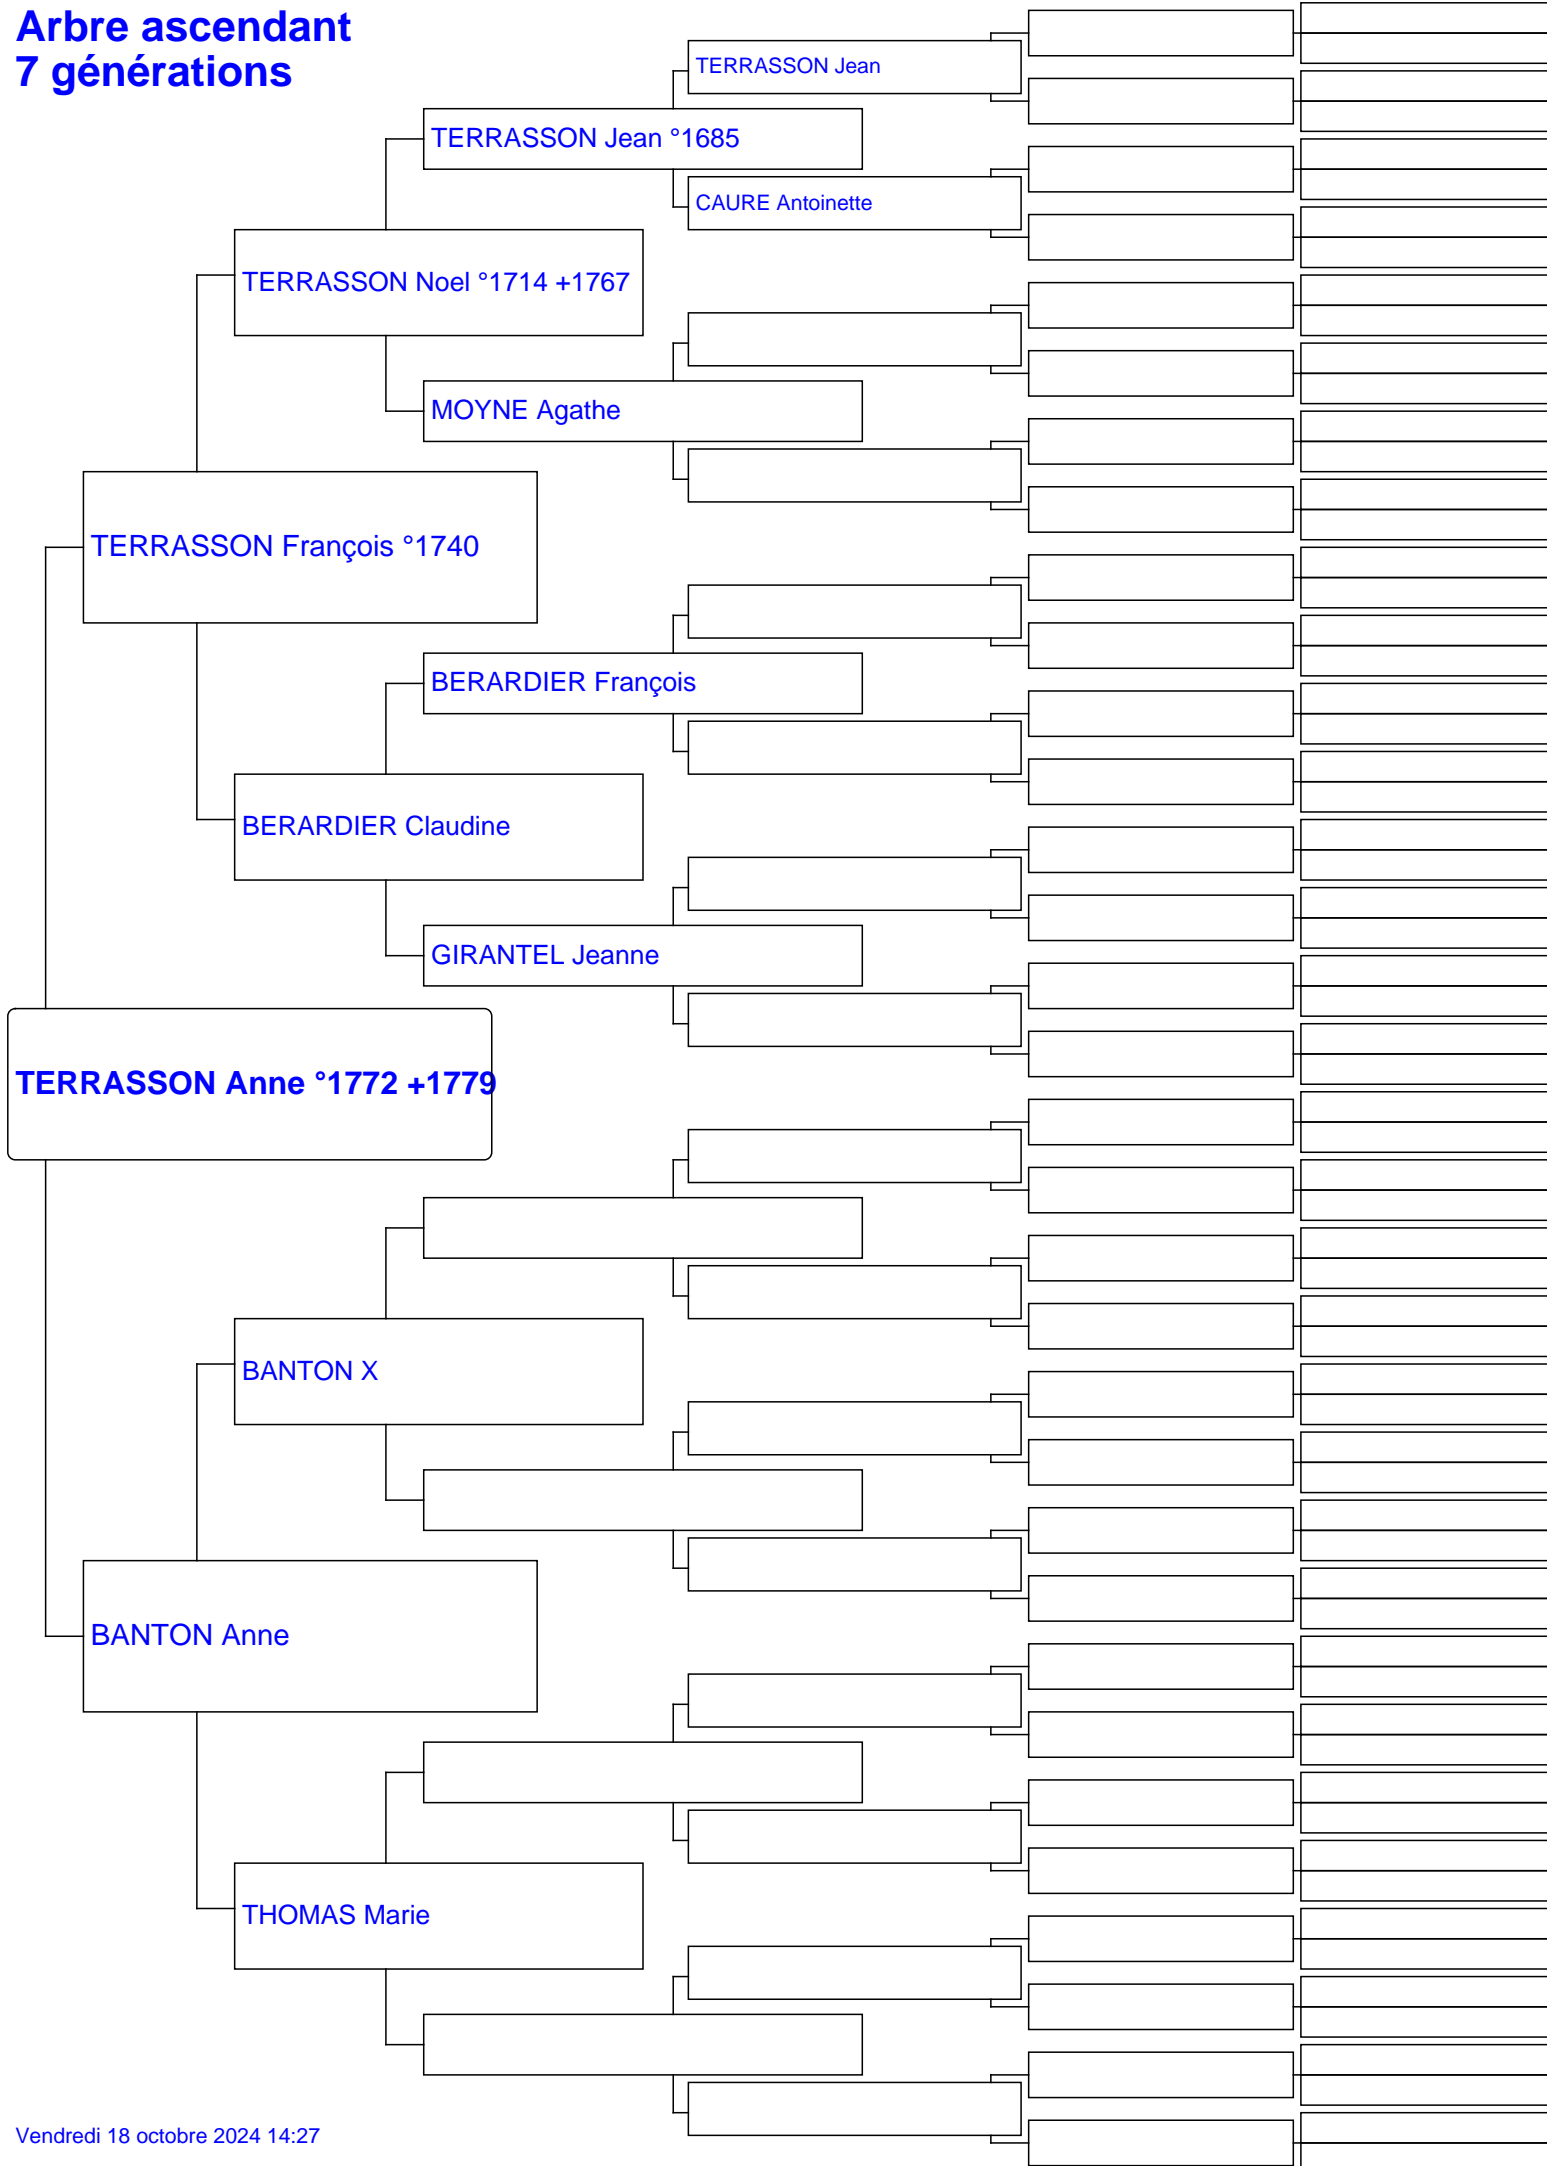 Arbre ascendant
7 générations
TERRASSON Jean
TERRASSON Jean °1685
CAURE Antoinette
TERRASSON Noel °1714 +1767
MOYNE Agathe
TERRASSON François °1740
BERARDIER François
BERARDIER Claudine
GIRANTEL Jeanne
TERRASSON Anne °1772 +1779
BANTON X
BANTON Anne
THOMAS Marie
Vendredi 18 octobre 2024 14:27